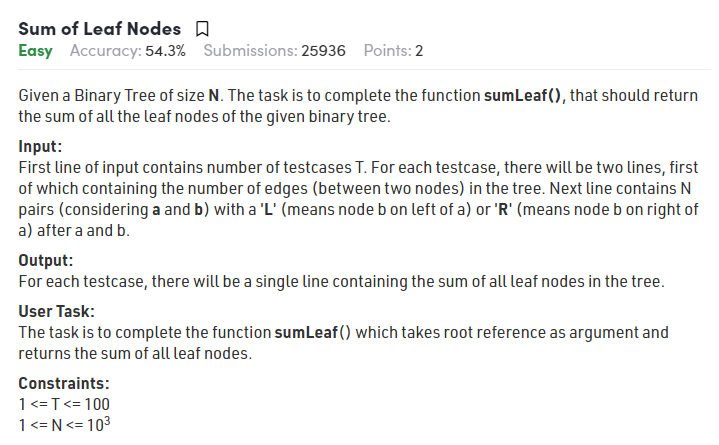 Sum of Leaf Nodes
Easy Accuracy: 54.3% Submissions: 25936 Points: 2
Given a Binary Tree of size N. The task is to complete the function sumLeaf(), that should return
the sum of all the leaf nodes of the given binary tree.
Input:
First line of input contains number of testcases T. For each testcase, there will be two lines, first
of which containing the number of edges (between two nodes) in the tree. Next line contains N
pairs (considering a and b) with a 'L' (means node b on left of a) or 'R' (means node b on right of
a) after a and b.
Output:
For each testcase, there will be a single line containing the sum of all leaf nodes in the tree.
User Task:
The task is to complete the function sumLeaf() which takes root reference as argument and
returns the sum of all leaf nodes.
Constraints:
1 <= T <= 100
1 <= N <= 10³